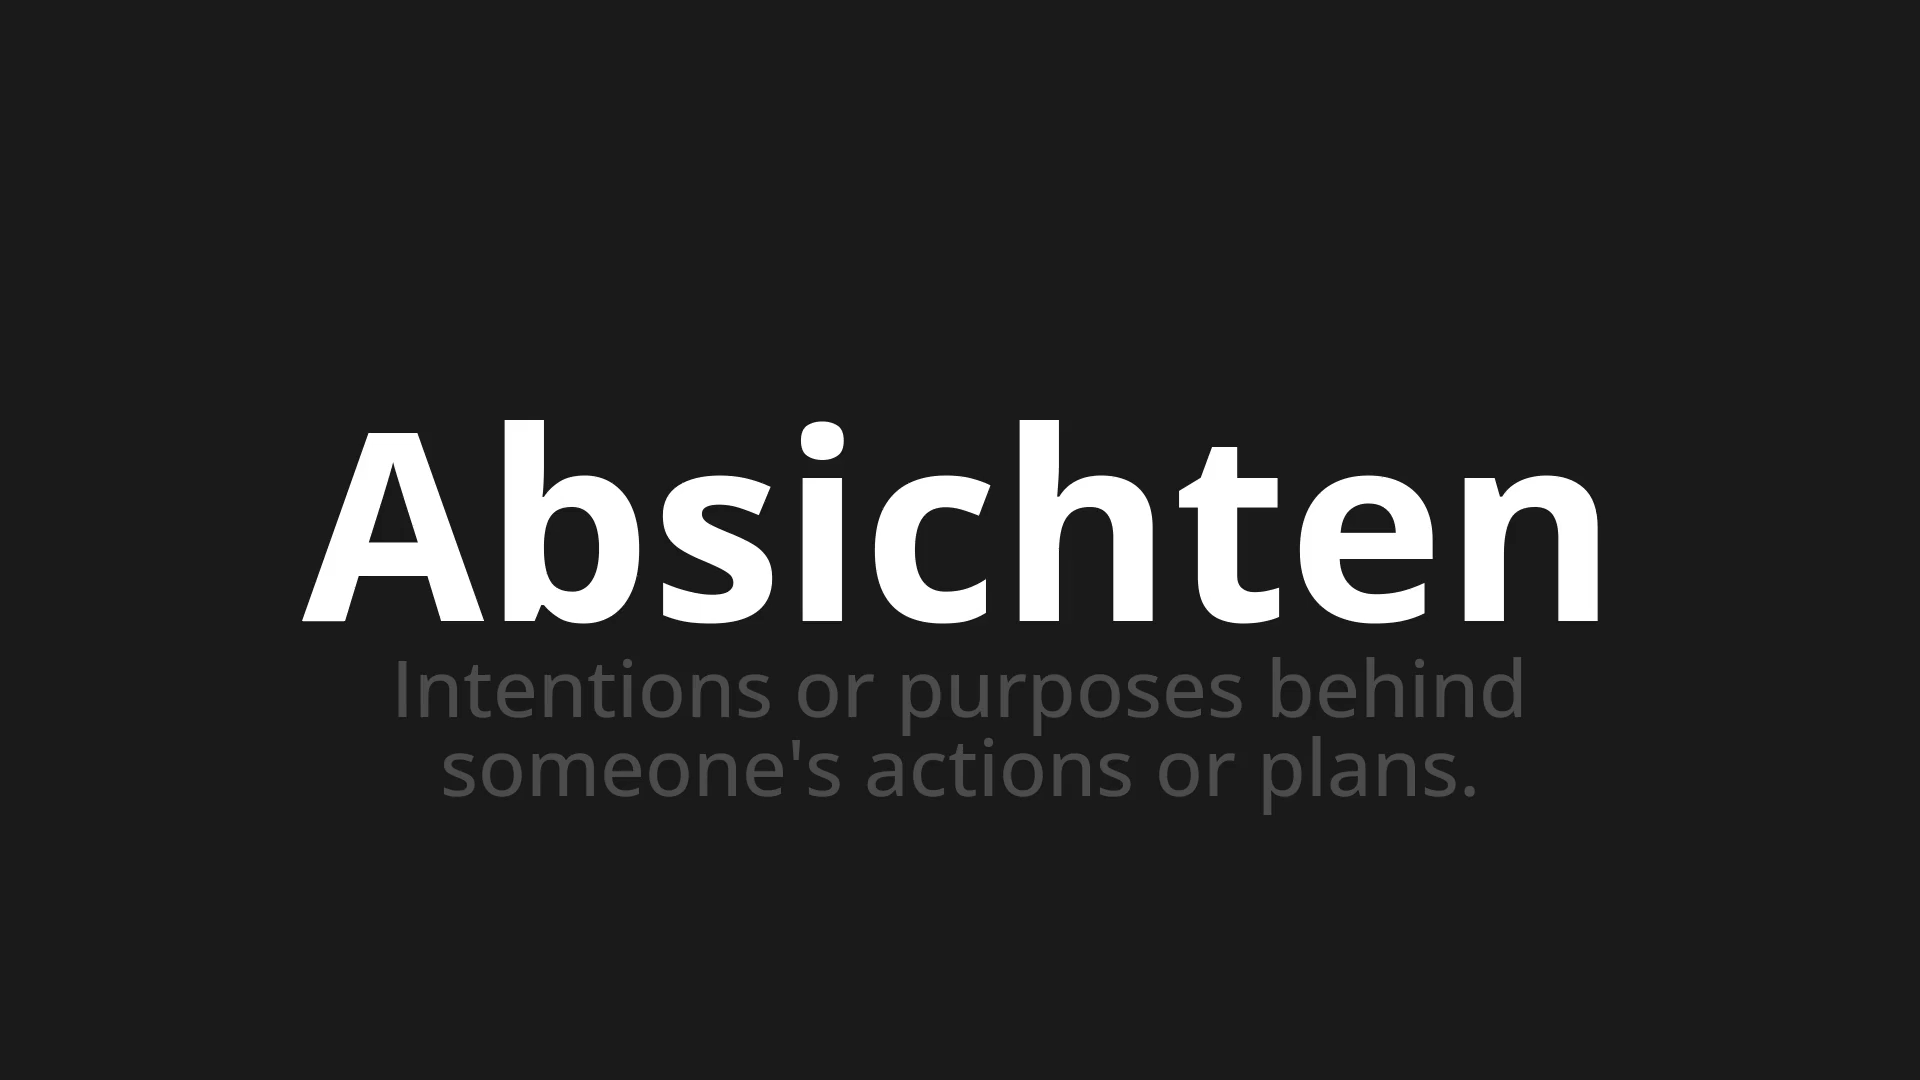 Absichten
Intentions or purposes behind
someone's actions or plans.